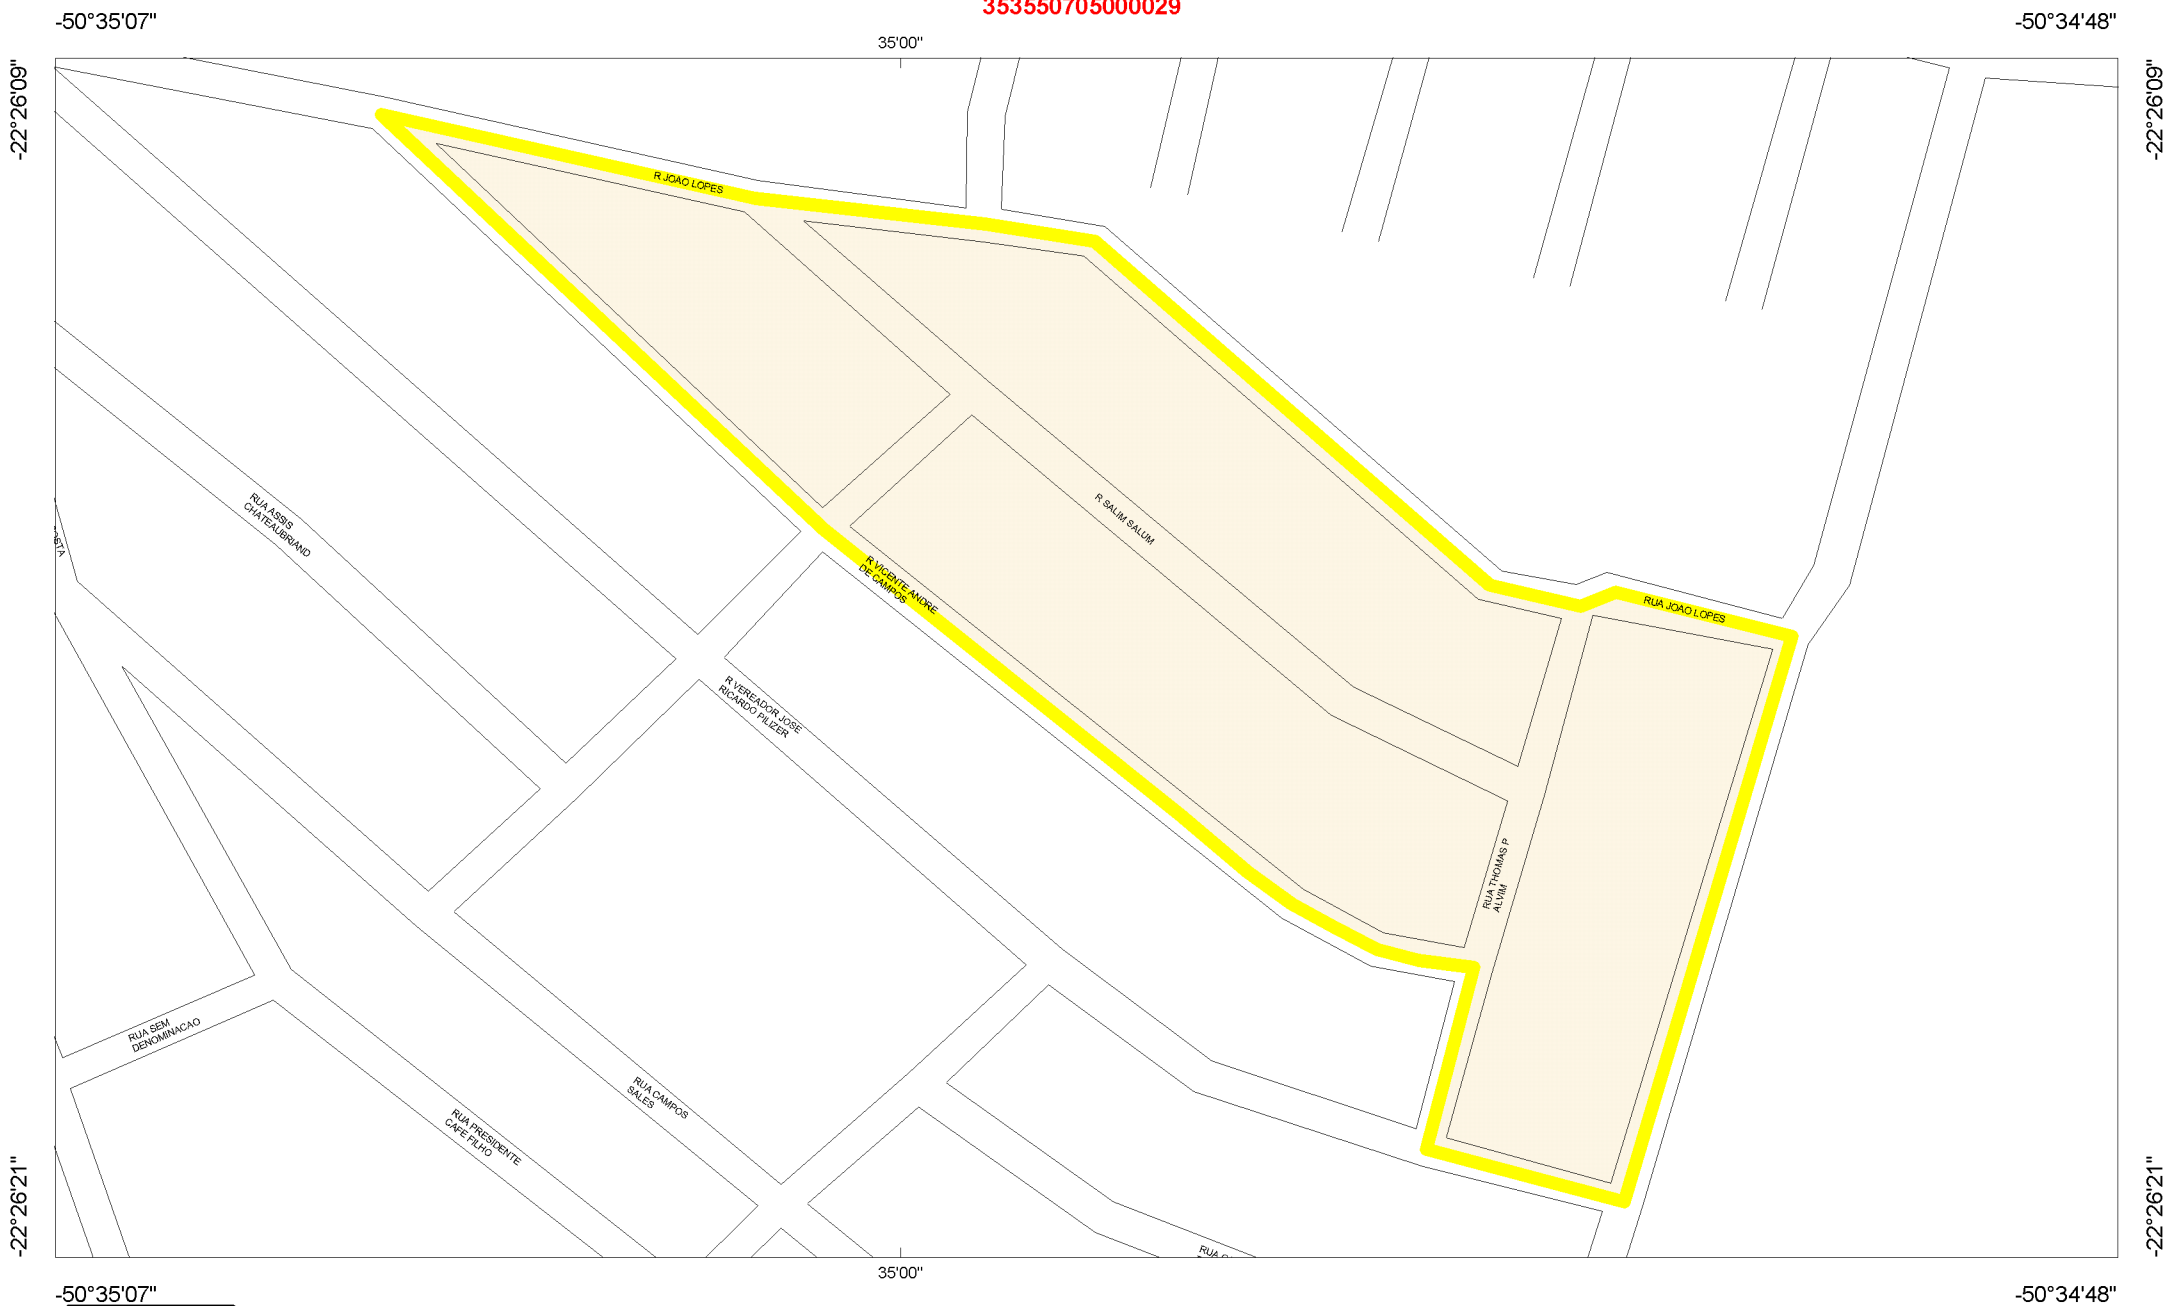 353550705000029
-50°35'07"
-50°34'48"
35'00"
-22°26'09"
-22°26'09"
R JOAO LOPES
RUA ASSIS
CHATEAUBRIAND
R SALIM SALUM
R VICENTE ANDRE
DE CAMPOS
RUA JOAO LOPES
R VEREADOR JOSE
RICARDO PILIZER
RUA THOMAS P
ALVIM
RUA SEM
DENOMINACAO
RUA CAMPOS
SALES
RUA PRESIDENTE
CAFE FILHO
RUA
-22°26'21"
-22°26'21"
35'00"
-50°35'07"
-50°34'48"